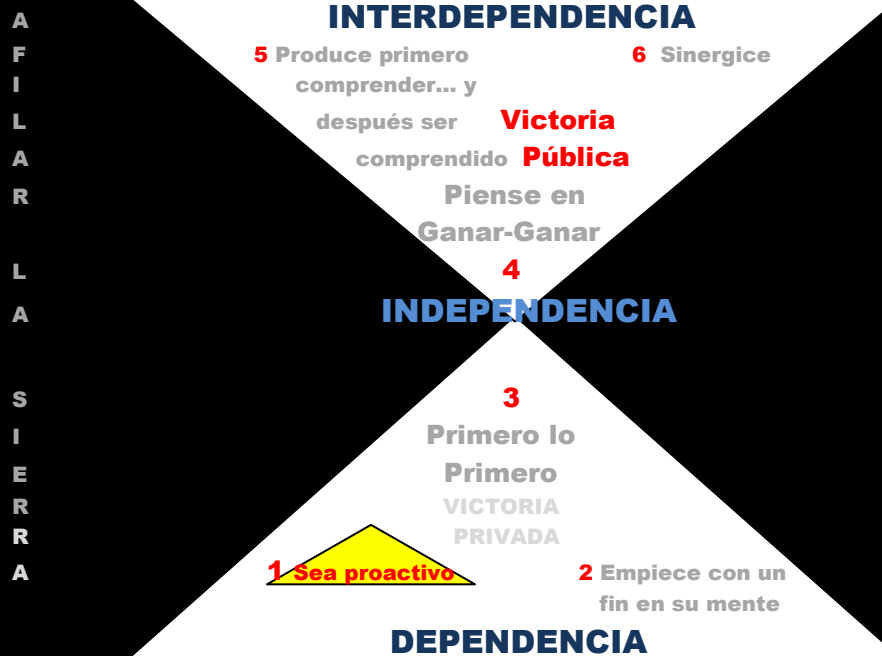 A
F
I
L
A
R
L
A
S
I
E
R
R
A
INTERDEPENDENCIA
5 Produce primero
comprender... y
después ser
comprendido
6 Sinergice
Victoria
Pública
Piense en
Ganar-Ganar
4
INDEPENDENCIA
3
Primero lo
Primero
VICTORIA
PRIVADA
1 Sea proactivo
2 Empiece con un
fin en su mente
DEPENDENCIA